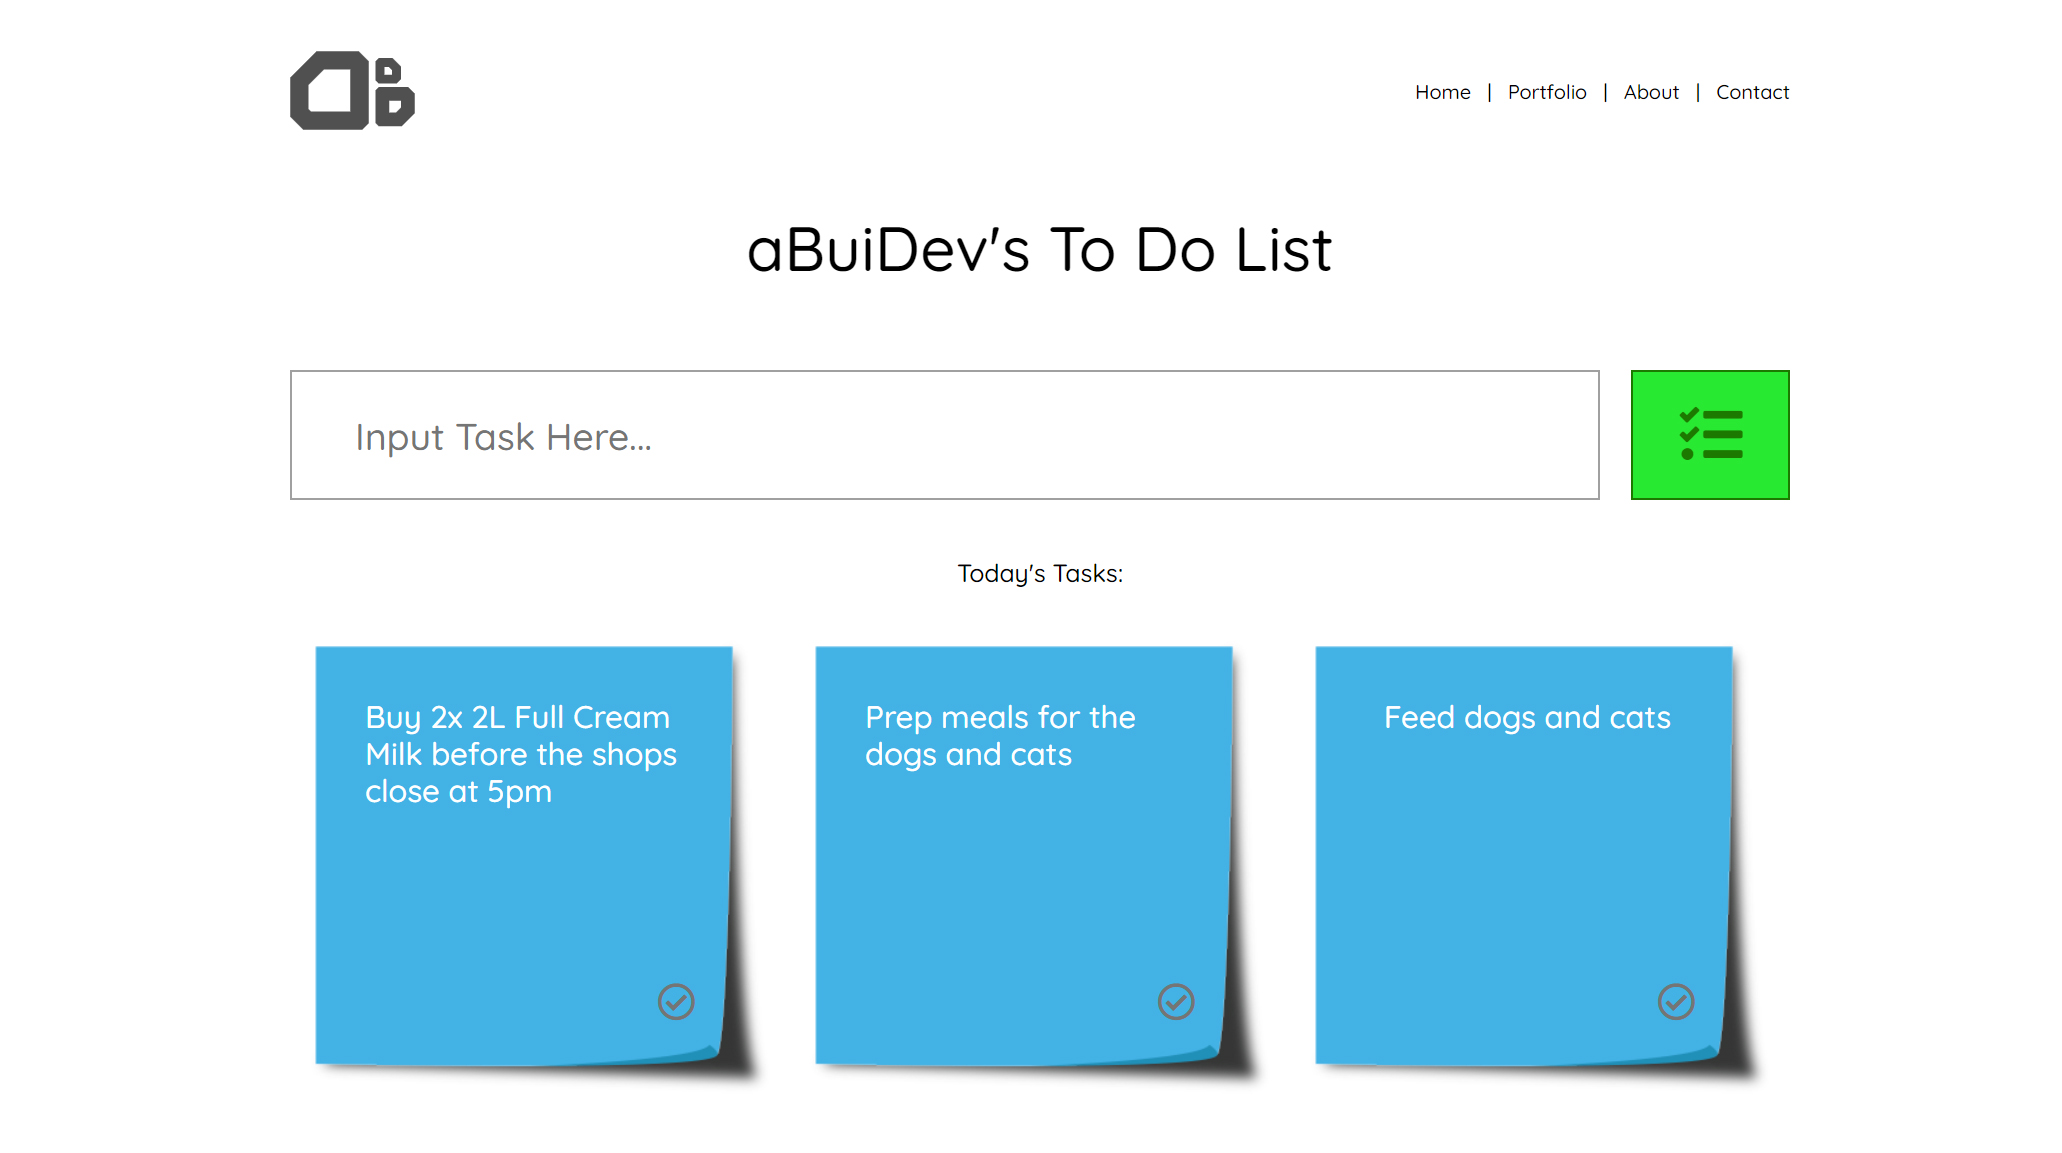 Home | Portfolio | About | Contact
aBuiDev's To Do List
Input Task Here...
Today's Tasks:
Buy 2x 2L Full Cream
Milk before the shops
close at 5pm
Prep meals for the
dogs and cats
Feed dogs and cats